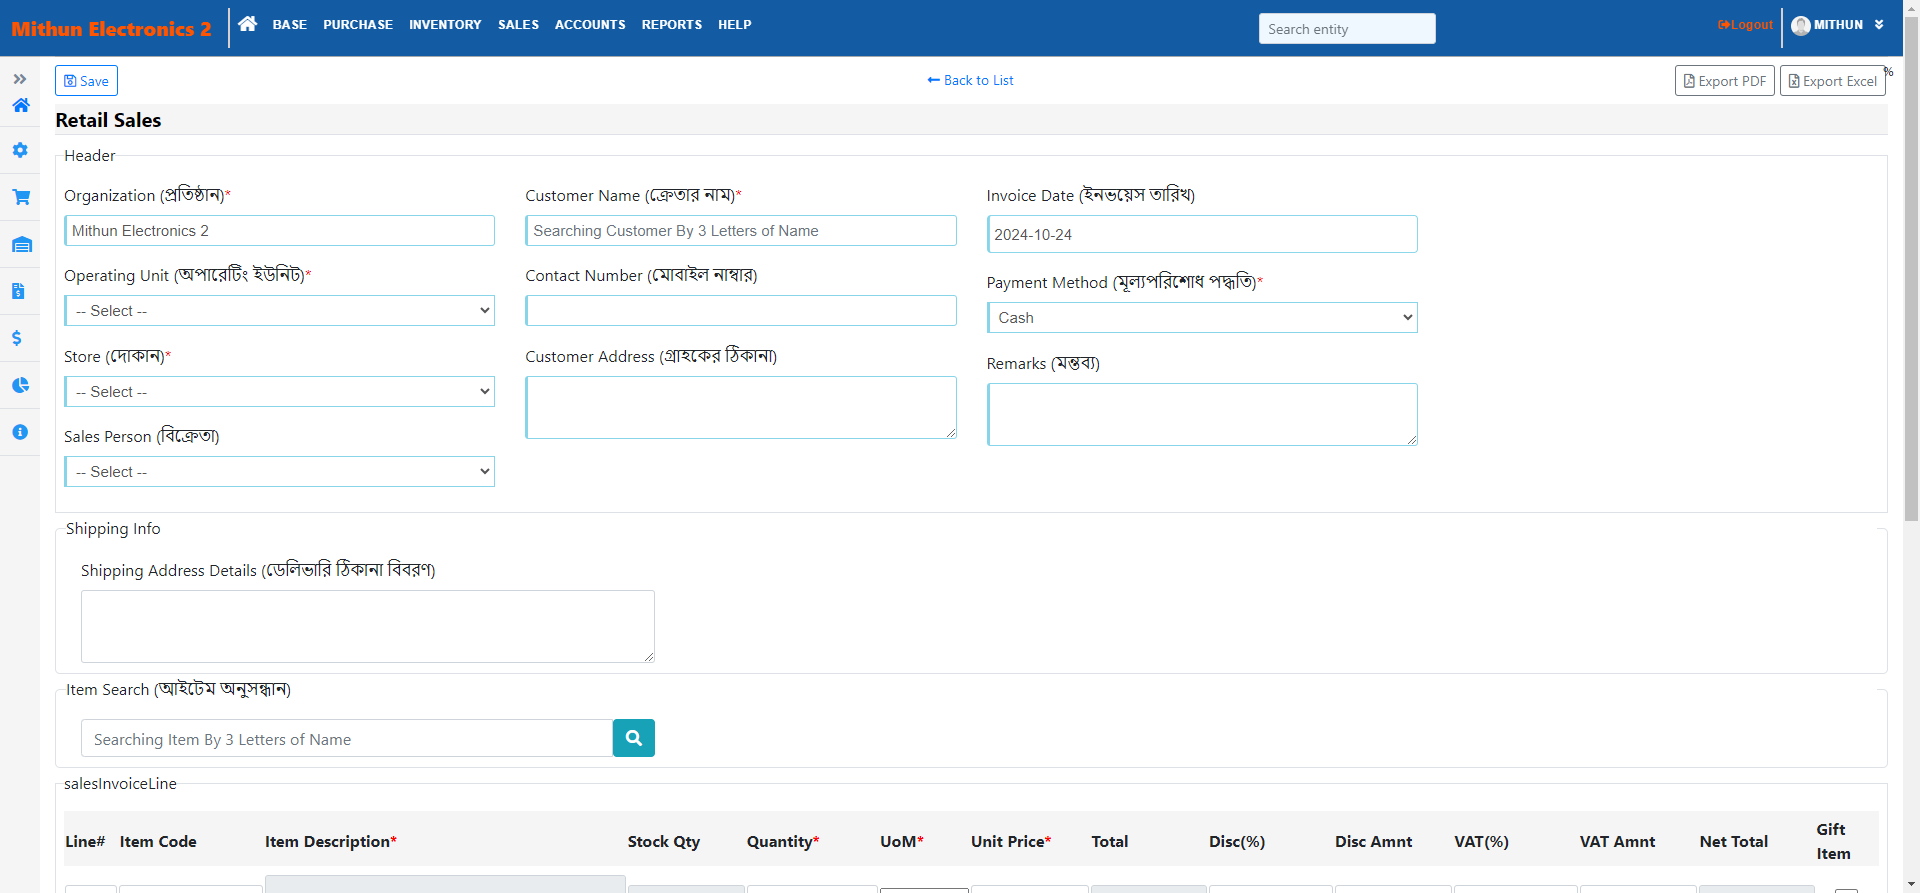 Mithun Electronics 2
BASE PURCHASE INVENTORY SALES ACCOUNTS REPORTS HELP
Search entity
Logout
MITHUN
Save
Back to List
Export PDF
Export Excel
%
Retail Sales
Header
Organization (প্রতিষ্ঠান)*
Mithun Electronics 2
Operating Unit (অপারেটিং ইউনিট)*
-- Select --
Store (দোকান)*
-- Select --
Sales Person (বিক্রেতা)
-- Select --
Customer Name (ক্রেতার নাম)*
Searching Customer By 3 Letters of Name
Contact Number (মোবাইল নাম্বার)
Customer Address (গ্রাহকের ঠিকানা)
Invoice Date (ইনভয়েস তারিখ)
2024-10-24
Payment Method (মূল্যপরিশোধ পদ্ধতি)*
Cash
Remarks (মন্তব্য)
Shipping Info
Shipping Address Details (ডেলিভারি ঠিকানা বিবরণ)
Item Search (আইটেম অনুসন্ধান)
Searching Item By 3 Letters of Name
salesInvoiceLine
Line# Item Code Item Description* Stock Qty Quantity* UoM* Unit Price* Total Disc(%) Disc Amnt VAT(%) VAT Amnt Net Total Gift Item